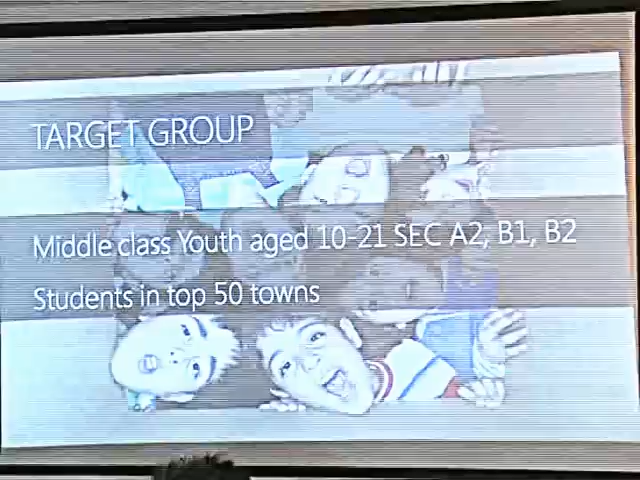 TARGET GROUP
Middle class Youth aged 10-21 SEC A2, B1, B2
Students in top 50 towns